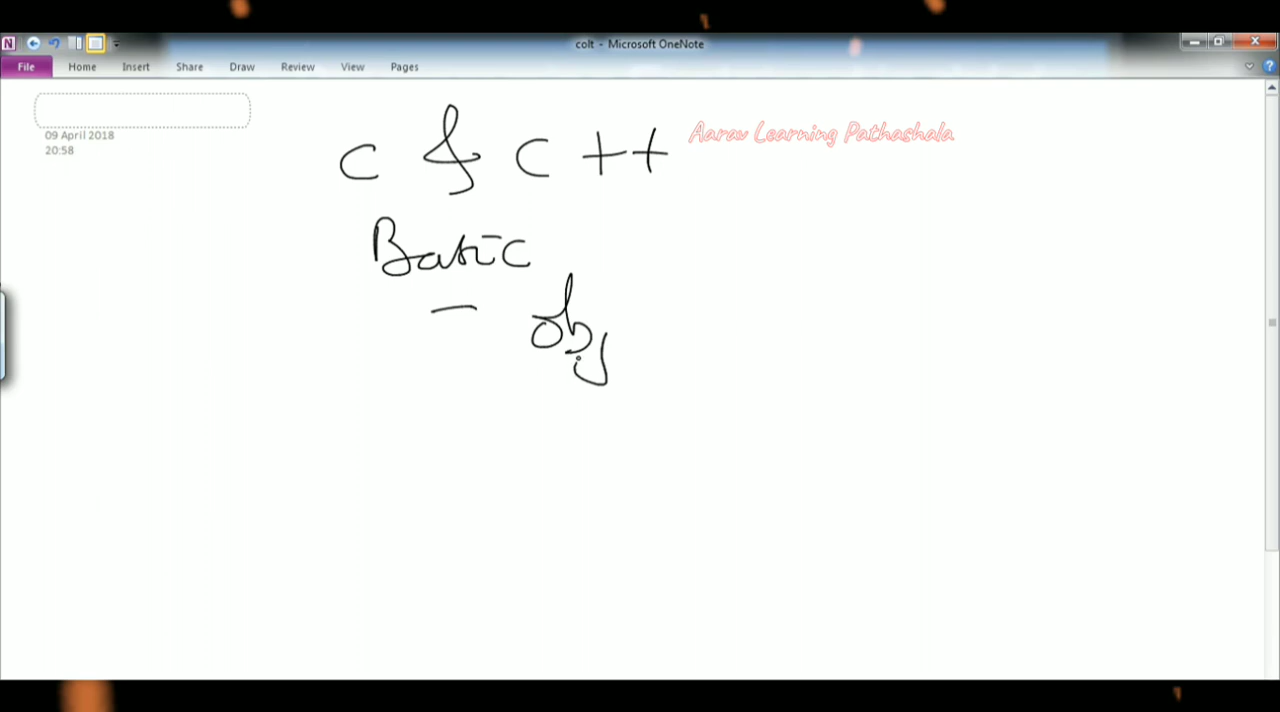 colt - Microsoft OneNote
File Home Insert Share Draw Review View Pages
09 April 2018
20:58
C & C ++
Aarav Learning Pathashala
Basic
— obj